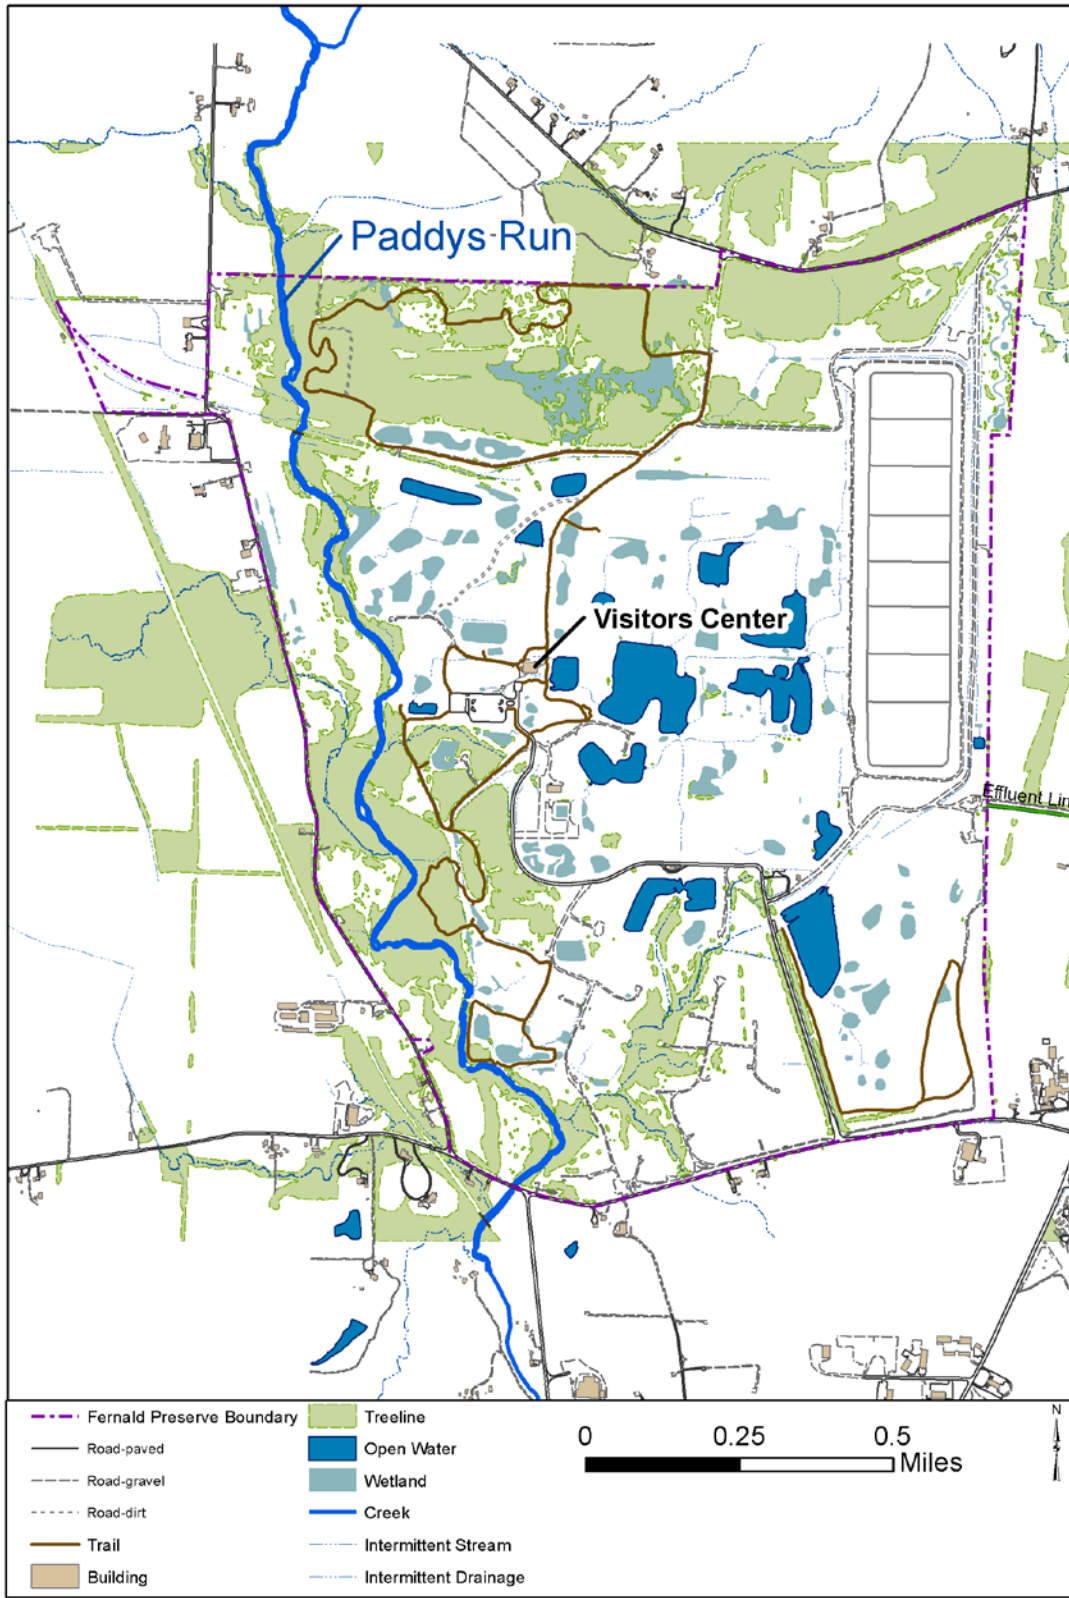 Paddys Run
Visitors Center
Effluent Lin
Fernald Preserve Boundary
Road-paved
Road-gravel
Road-dirt
Trail
Building
Treeline
Open Water
Wetland
Creek
Intermittent Stream
Intermittent Drainage
0 0.25 0.5
Miles
N